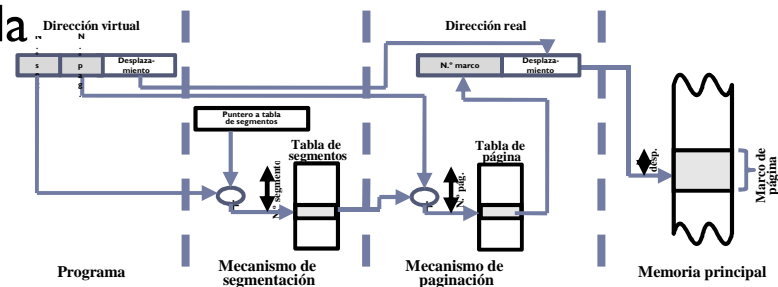 la
Dirección virtual
Dirección real
N
N
s
p
Desplaza-
miento
N.º marco
Desplaza-
miento
Puntero a tabla
de segmentos
Tabla de
segmentos
Tabla de
página
N.º segmento
N.º pág.
desp.
Marco de
página
Programa
Mecanismo de
segmentación
Mecanismo de
paginación
Memoria principal